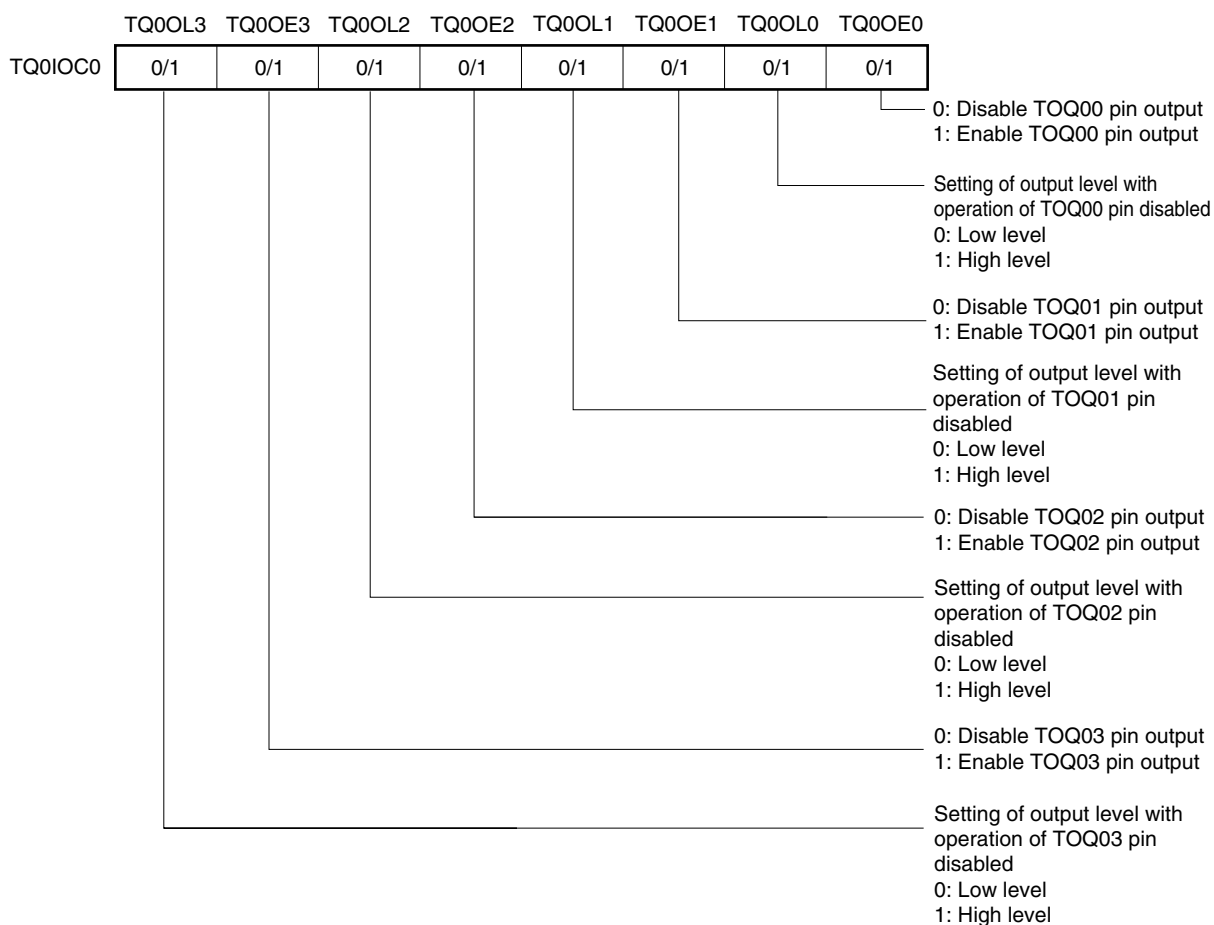 TQ0OL3 TQ0OE3 TQ0OL2 TQ0OE2 TQ0OL1 TQ0OE1 TQ0OL0 TQ0OE0
TQ0IOC0 0/1 0/1 0/1 0/1 0/1 0/1 0/1 0/1
0: Disable TOQ00 pin output
1: Enable TOQ00 pin output
Setting of output level with
operation of TOQ00 pin disabled
0: Low level
1: High level
0: Disable TOQ01 pin output
1: Enable TOQ01 pin output
Setting of output level with
operation of TOQ01 pin
disabled
0: Low level
1: High level
0: Disable TOQ02 pin output
1: Enable TOQ02 pin output
Setting of output level with
operation of TOQ02 pin
disabled
0: Low level
1: High level
0: Disable TOQ03 pin output
1: Enable TOQ03 pin output
Setting of output level with
operation of TOQ03 pin
disabled
0: Low level
1: High level